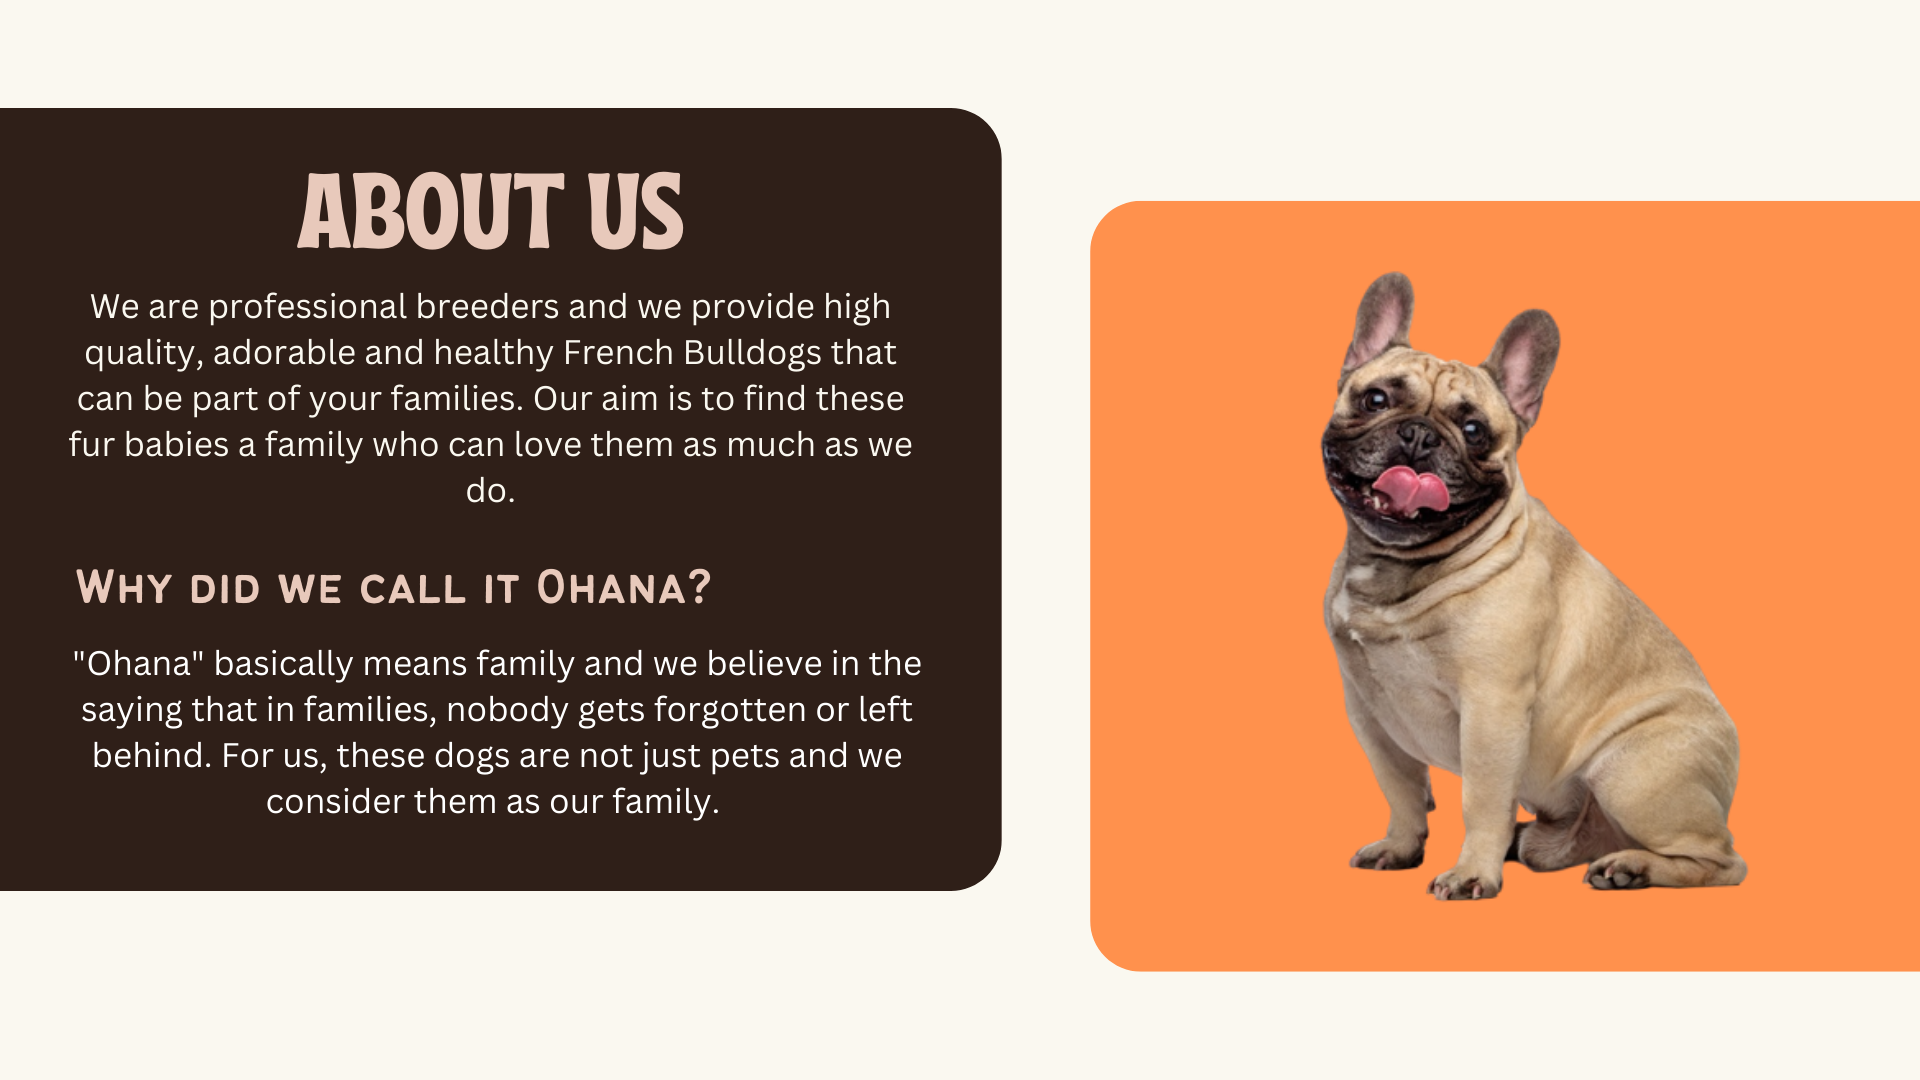 ABOUT US
We are professional breeders and we provide high
quality, adorable and healthy French Bulldogs that
can be part of your families. Our aim is to find these
fur babies a family who can love them as much as we
do.
Why did we call it Ohana?
"Ohana" basically means family and we believe in the
saying that in families, nobody gets forgotten or left
behind. For us, these dogs are not just pets and we
consider them as our family.